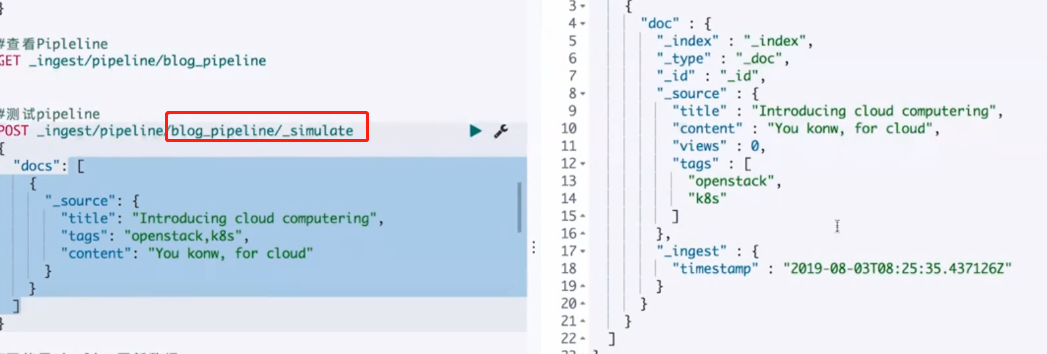 }
#查看Pipleline
GET _ingest/pipeline/blog_pipeline
#测试pipeline
POST _ingest/pipeline/blog_pipeline/_simulate
{
"docs": [
{
"_source": {
"title": "Introducing cloud computering",
"tags": "openstack,k8s",
"content": "You konw, for cloud"
}
}
]
}
3 {
4 "doc" : {
5 "_index" : "_index",
6 "_type" : "_doc",
7 "_id" : "_id",
8 "_source" : {
9 "title" : "Introducing cloud computering",
10 "content" : "You konw, for cloud",
11 "views" : 0,
12 "tags" : [
13 "openstack",
14 "k8s"
15 ]
16 },
17 "_ingest" : {
18 "timestamp" : "2019-08-03T08:25:35.437126Z"
19 }
20 }
21 }
22 ]